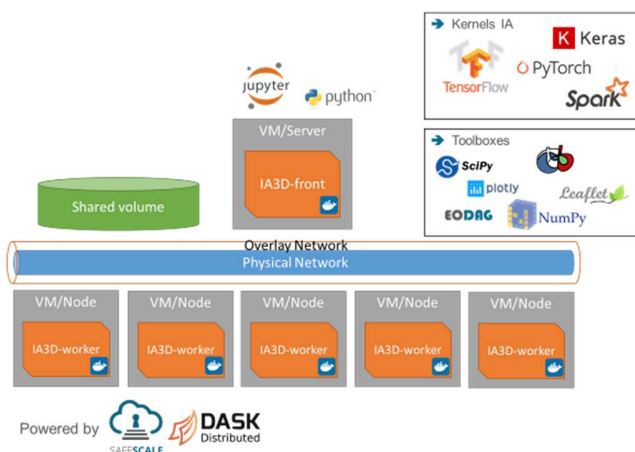 ➔ Kernels IA
K Keras
TensorFlow
PyTorch
Spark
jupyter
python
VM/Server
IA3D-front
Shared volume
➔ Toolboxes
SciPy
plotly
Leaflet
EODAG
NumPy
Overlay Network
Physical Network
VM/Node
VM/Node
VM/Node
VM/Node
VM/Node
IA3D-worker
IA3D-worker
IA3D-worker
IA3D-worker
IA3D-worker
Powered by
SAFESCALE
DASK
Distributed